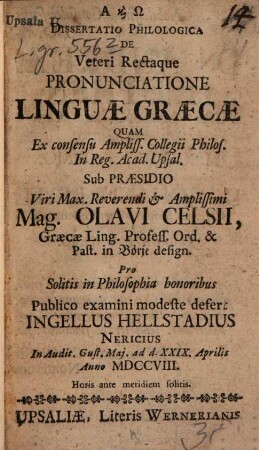 Α ϗ Ω
Upsala U.
L. gr. 5562
12
DISSERTATIO PHILOLOGICA
DE
Veteri Rectaque
PRONUNCIATIONE
LINGUÆ GRÆCÆ
QUAM
Ex consensu Ampliss. Collegii Philos.
In Reg. Acad. Upsal.
SUB PRÆSIDIO
Viri Max. Reverendi & Amplissimi
Mag. OLAVI CELSII,
Græcæ Ling. Profess. Ord. &
Past. in Börje design.
Pro
Solitis in Philosophia honoribus
Publico examini modeste defert
INGELLUS HELLSTADIUS
NERICIUS
In Audit. Gust. Maj. ad d. XXIX. Aprilis
Anno MDCCVIII.
Horis ante meridiem solitis.
UPSALIÆ, Literis WERNERIANIS